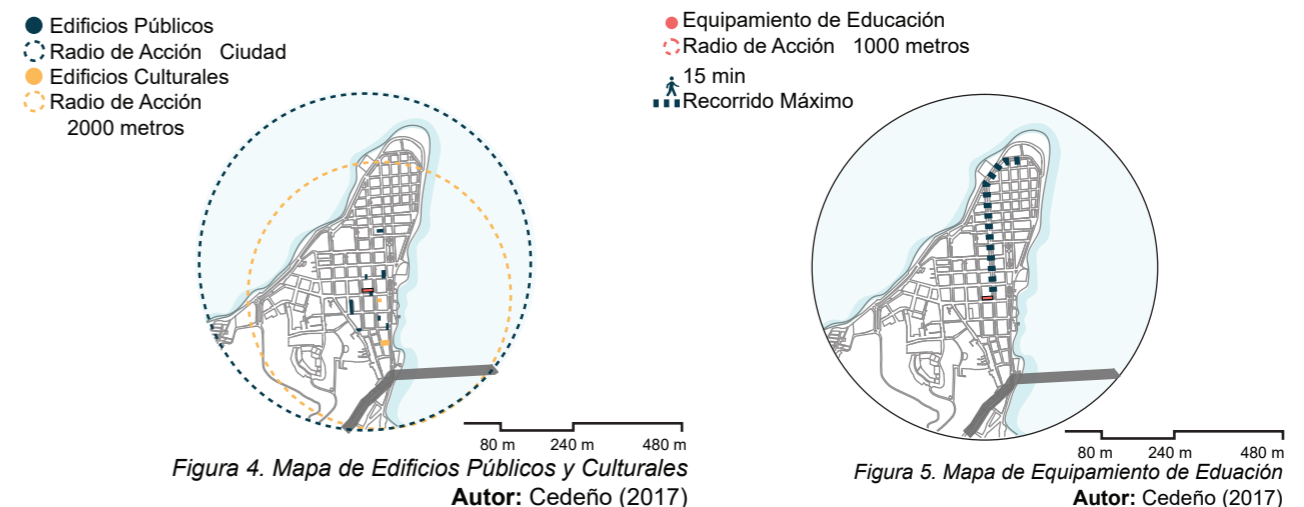 Edificios Públicos
Radio de Acción Ciudad
Edificios Culturales
Radio de Acción
2000 metros
80 m 240 m 480 m
Figura 4. Mapa de Edificios Públicos y Culturales
Autor: Cedeño (2017)
Equipamiento de Educación
Radio de Acción 1000 metros
15 min
Recorrido Máximo
80 m 240 m 480 m
Figura 5. Mapa de Equipamiento de Eduación
Autor: Cedeño (2017)